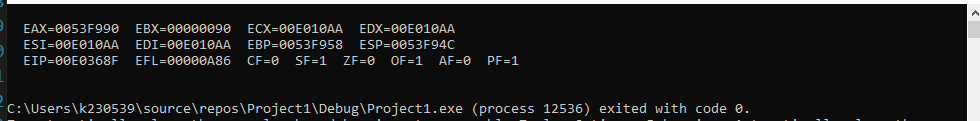 EAX=0053F990 EBX=00000090 ECX=00E010AA EDX=00E010AA
ESI=00E010AA EDI=00E010AA EBP=0053F958 ESP=0053F94C
EIP=00E0368F EFL=00000A86 CF=0 SF=1 ZF=0 OF=1 AF=0 PF=1
C:\Users\k230539\source\repos\Project1\Debug\Project1.exe (process 12536) exited with code 0.